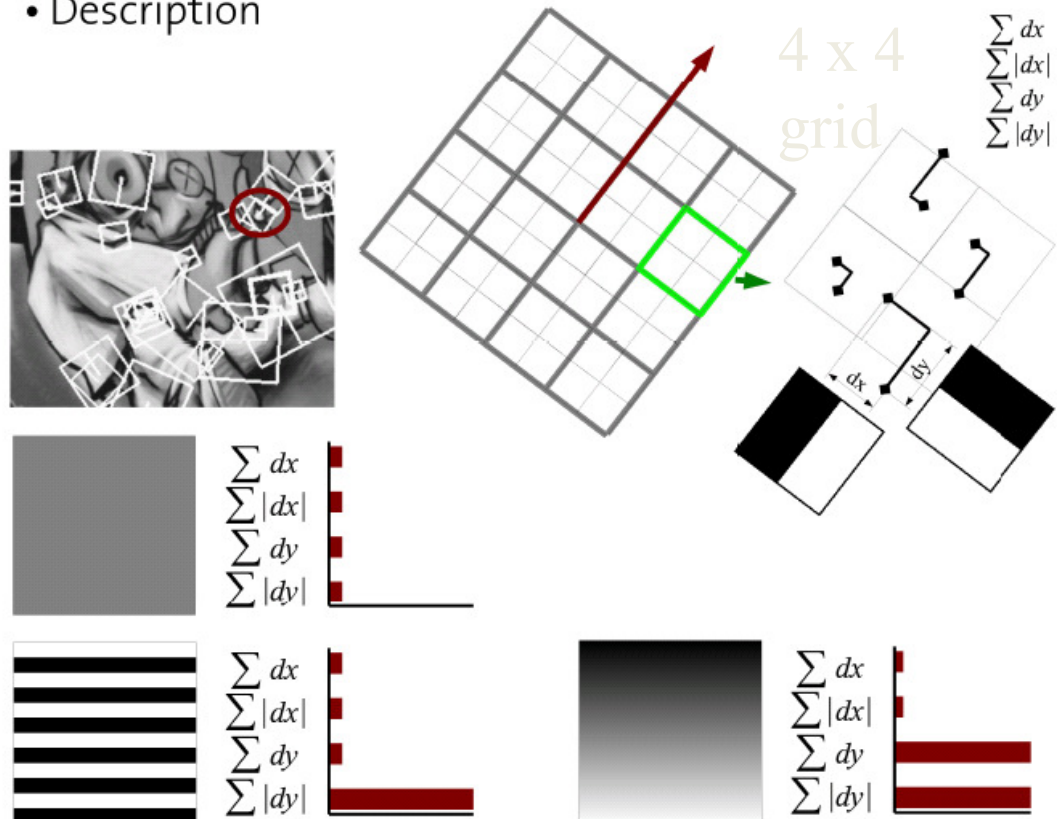 • Description
4 x 4
grid
∑ dx
∑ |dx|
∑ dy
∑ |dy|
dx
dy
∑ dx
∑ |dx|
∑ dy
∑ |dy|
∑ dx
∑ |dx|
∑ dy
∑ |dy|
∑ dx
∑ |dx|
∑ dy
∑ |dy|